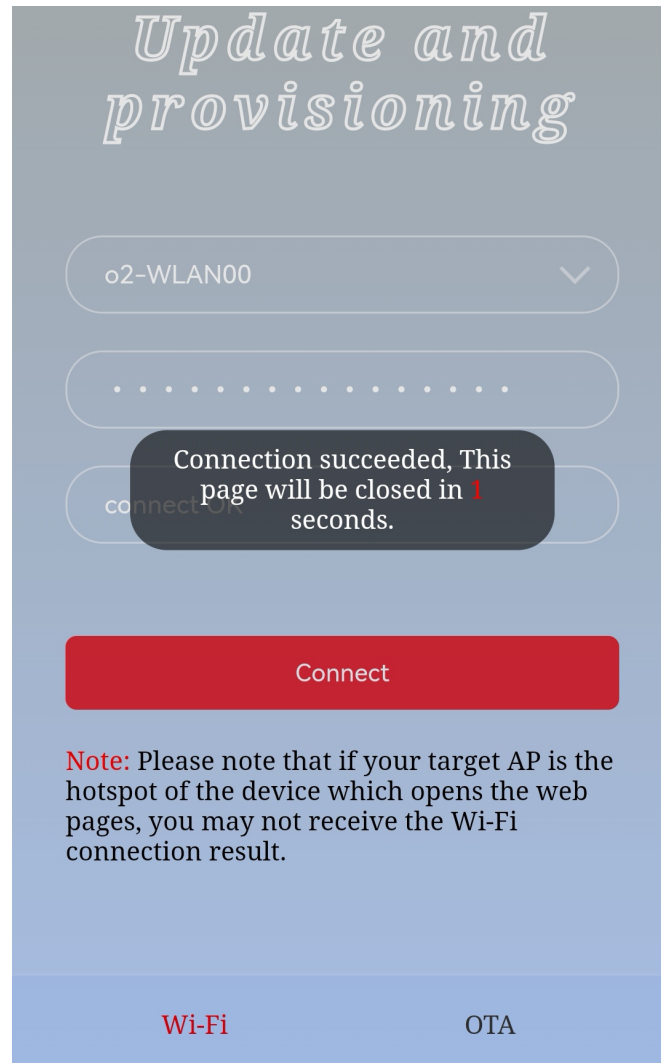 Update and
provisioning
o2-WLAN00
• • • • • • • • • • • • • • • •
Connection succeeded, This
page will be closed in 1
seconds.
connect OK
Connect
Note: Please note that if your target AP is the
hotspot of the device which opens the web
pages, you may not receive the Wi-Fi
connection result.
Wi-Fi
OTA